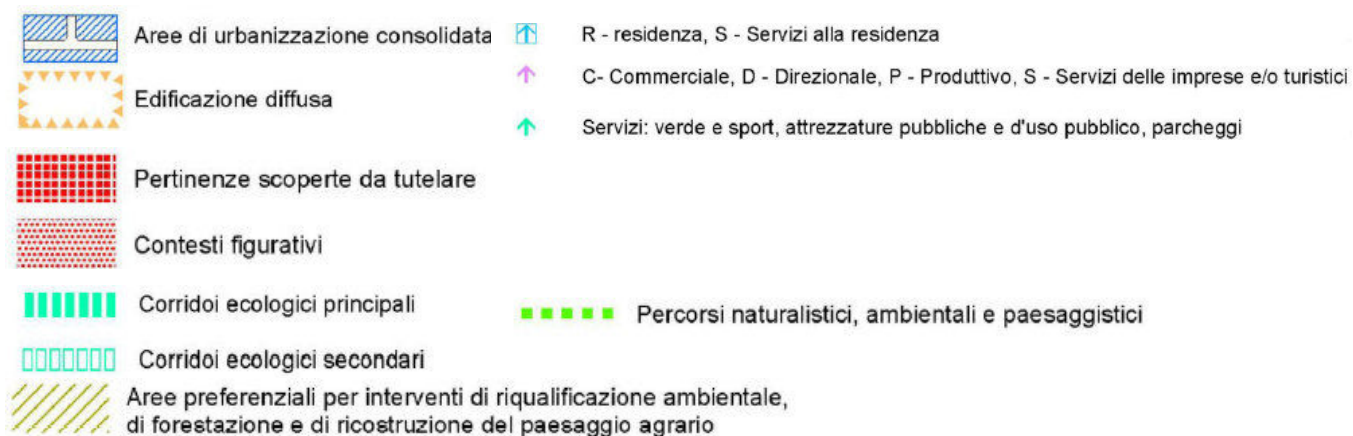 Aree di urbanizzazione consolidata
Edificazione diffusa
Pertinenze scoperte da tutelare
Contesti figurativi
Corridoi ecologici principali
Corridoi ecologici secondari
Aree preferenziali per interventi di riqualificazione ambientale,
di forestazione e di ricostruzione del paesaggio agrario
R - residenza, S - Servizi alla residenza
C- Commerciale, D - Direzionale, P - Produttivo, S - Servizi delle imprese e/o turistici
Servizi: verde e sport, attrezzature pubbliche e d'uso pubblico, parcheggi
Percorsi naturalistici, ambientali e paesaggistici